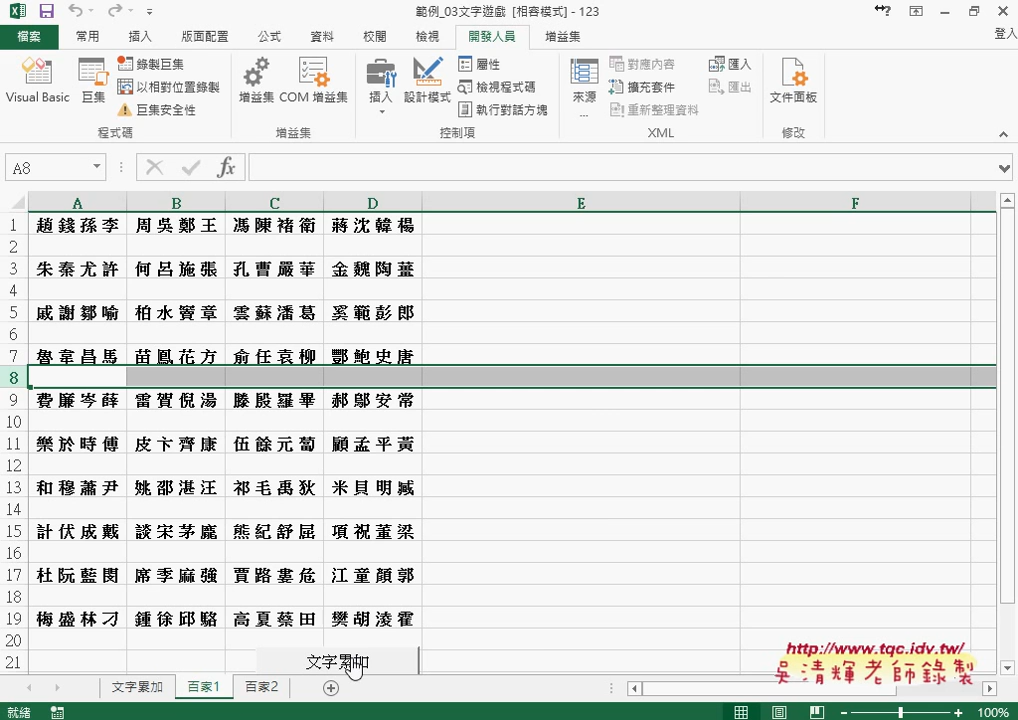 範例_03文字遊戲 [相容模式] - 123
檔案 常用 插入 版面配置 公式 資料 校閱 檢視 開發人員 增益集 登入
Visual Basic 巨集 錄製巨集 以相對位置錄製 巨集安全性 程式碼
增益集 COM 增益集 增益集
插入 設計模式 屬性 檢視程式碼 執行對話方塊 控制項
來源 ... 對應內容 擴充套件 重新整理資料 匯入 匯出 XML
文件面板 修改
A8 fx
A B C D E F
1 趙錢孫李 周吳鄭王 馮陳褚衛 蔣沈韓楊
2
3 朱秦尤許 何呂施張 孔曹嚴華 金魏陶薑
4
5 戚謝鄒喻 柏水竇章 雲蘇潘葛 奚範彭郎
6
7 魯韋昌馬 苗鳳花方 俞任袁柳 酆鮑史唐
8
9 費廉岑薛 雷賀倪湯 滕殷羅畢 郝鄔安常
10
11 樂於時傅 皮卞齊康 伍餘元蔔 顧孟平黃
12
13 和穆蕭尹 姚邵湛汪 祁毛禹狄 米貝明臧
14
15 計伏成戴 談宋茅龐 熊紀舒屈 項祝董梁
16
17 杜阮藍閔 席季麻強 賈路婁危 江童顏郭
18
19 梅盛林刁 鍾徐邱駱 高夏蔡田 樊胡淩霍
20
21 文字累加
http://www.tqc.idv.tw/
吳清輝老師錄製
文字累加 百家1 百家2
就緒 100%